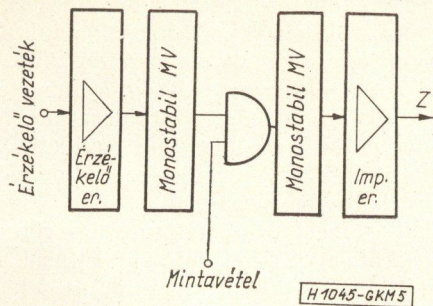 Érzékelő vezeték
Érzé-
kelő
er.
Monostabil MV
Monostabil MV
Imp.
er.
Z
Mintavétel
H1045-GKM5